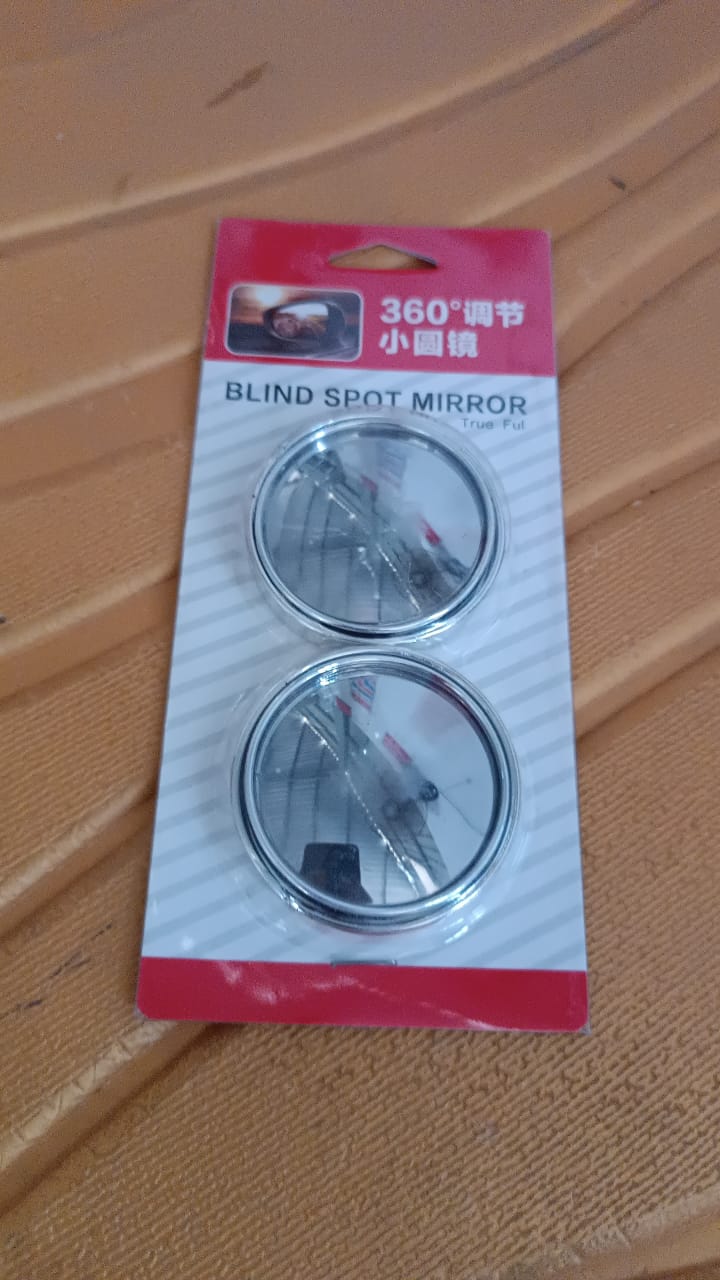 360°调节
小圆镜
BLIND SPOT MIRROR
True Ful